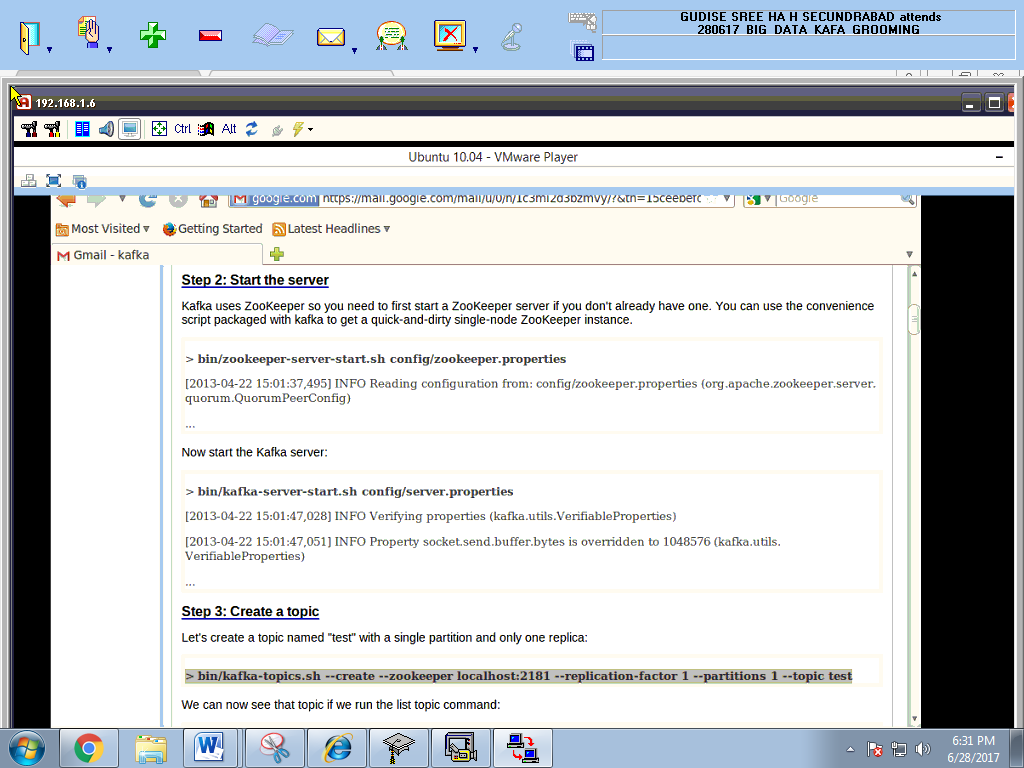 GUDISE SREE HA H SECUNDRABAD attends
280617 BIG DATA KAFA GROOMING
192.168.1.6
Ctrl Alt
Ubuntu 10.04 - VMware Player
google.com Google
Most Visited Getting Started Latest Headlines
Gmail - kafka
Step 2: Start the server
Kafka uses ZooKeeper so you need to first start a ZooKeeper server if you don't already have one. You can use the convenience
script packaged with kafka to get a quick-and-dirty single-node ZooKeeper instance.
> bin/zookeeper-server-start.sh config/zookeeper.properties
[2013-04-22 15:01:37,495] INFO Reading configuration from: config/zookeeper.properties (org.apache.zookeeper.server.
quorum.QuorumPeerConfig)
...
Now start the Kafka server:
> bin/kafka-server-start.sh config/server.properties
[2013-04-22 15:01:47,028] INFO Verifying properties (kafka.utils.VerifiableProperties)
[2013-04-22 15:01:47,051] INFO Property socket.send.buffer.bytes is overridden to 1048576 (kafka.utils.
VerifiableProperties)
...
Step 3: Create a topic
Let's create a topic named "test" with a single partition and only one replica:
> bin/kafka-topics.sh --create --zookeeper localhost:2181 --replication-factor 1 --partitions 1 --topic test
We can now see that topic if we run the list topic command:
6:31 PM
6/28/2017